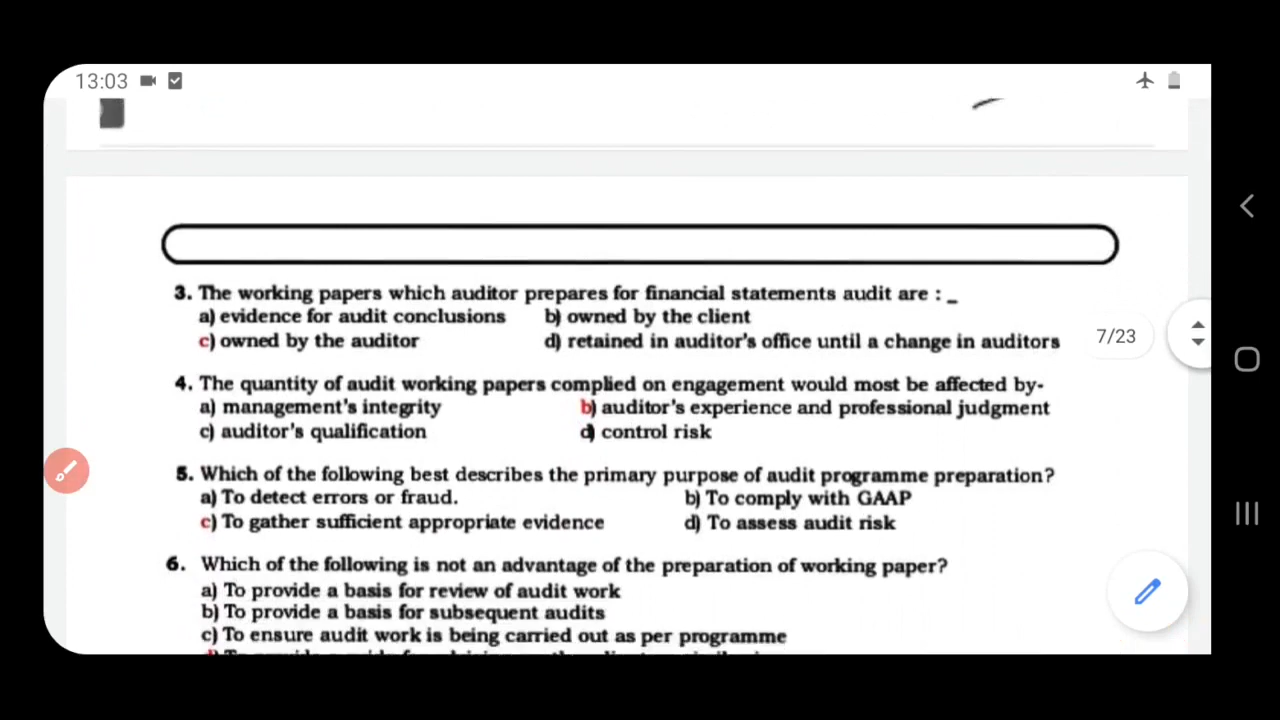 13:03
3. The working papers which auditor prepares for financial statements audit are : _
a) evidence for audit conclusions b) owned by the client
c) owned by the auditor d) retained in auditor's office until a change in auditors
7/23
4. The quantity of audit working papers complied on engagement would most be affected by-
a) management's integrity b) auditor's experience and professional judgment
c) auditor's qualification d) control risk
5. Which of the following best describes the primary purpose of audit programme preparation?
a) To detect errors or fraud. b) To comply with GAAP
c) To gather sufficient appropriate evidence d) To assess audit risk
6. Which of the following is not an advantage of the preparation of working paper?
a) To provide a basis for review of audit work
b) To provide a basis for subsequent audits
c) To ensure audit work is being carried out as per programme